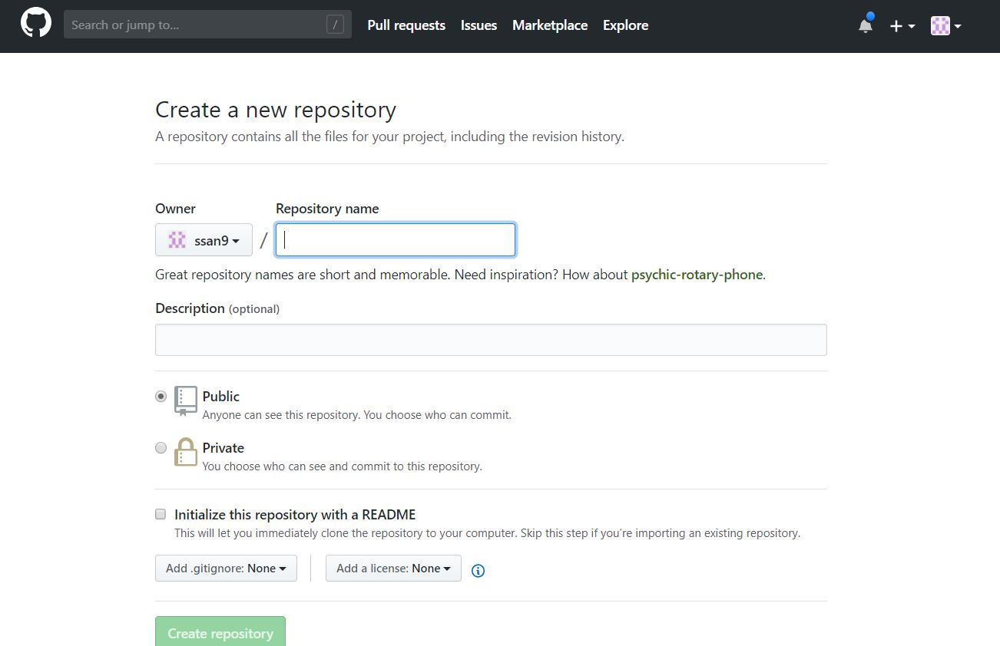 Search or jump to... / Pull requests Issues Marketplace Explore
Create a new repository
A repository contains all the files for your project, including the revision history.
Owner Repository name
ssan9 /
Great repository names are short and memorable. Need inspiration? How about psychic-rotary-phone.
Description (optional)
Public
Anyone can see this repository. You choose who can commit.
Private
You choose who can see and commit to this repository.
Initialize this repository with a README
This will let you immediately clone the repository to your computer. Skip this step if you’re importing an existing repository.
Add .gitignore: None Add a license: None
Create repository